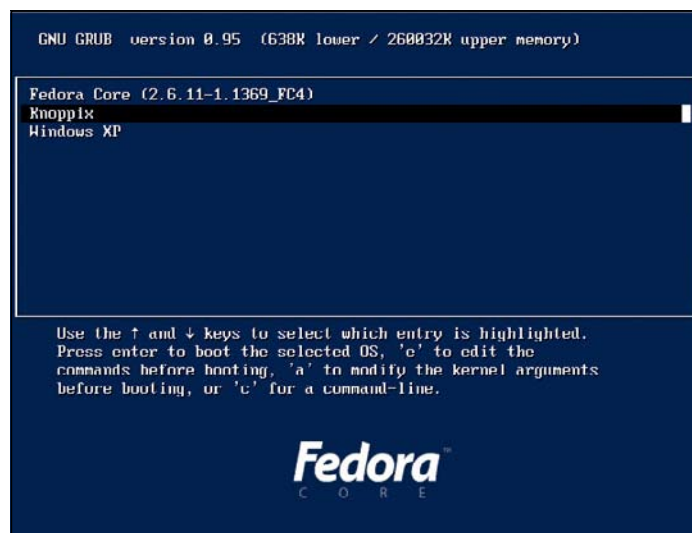 GNU GRUB version 0.95 (638K lower / 260032K upper memory)
Fedora Core (2.6.11-1.1369_FC4)
Knoppix
Windows XP
Use the ↑ and ↓ keys to select which entry is highlighted.
Press enter to boot the selected OS, 'e' to edit the
commands before booting, 'a' to modify the kernel arguments
before booting, or 'c' for a command-line.
Fedora™
CORE